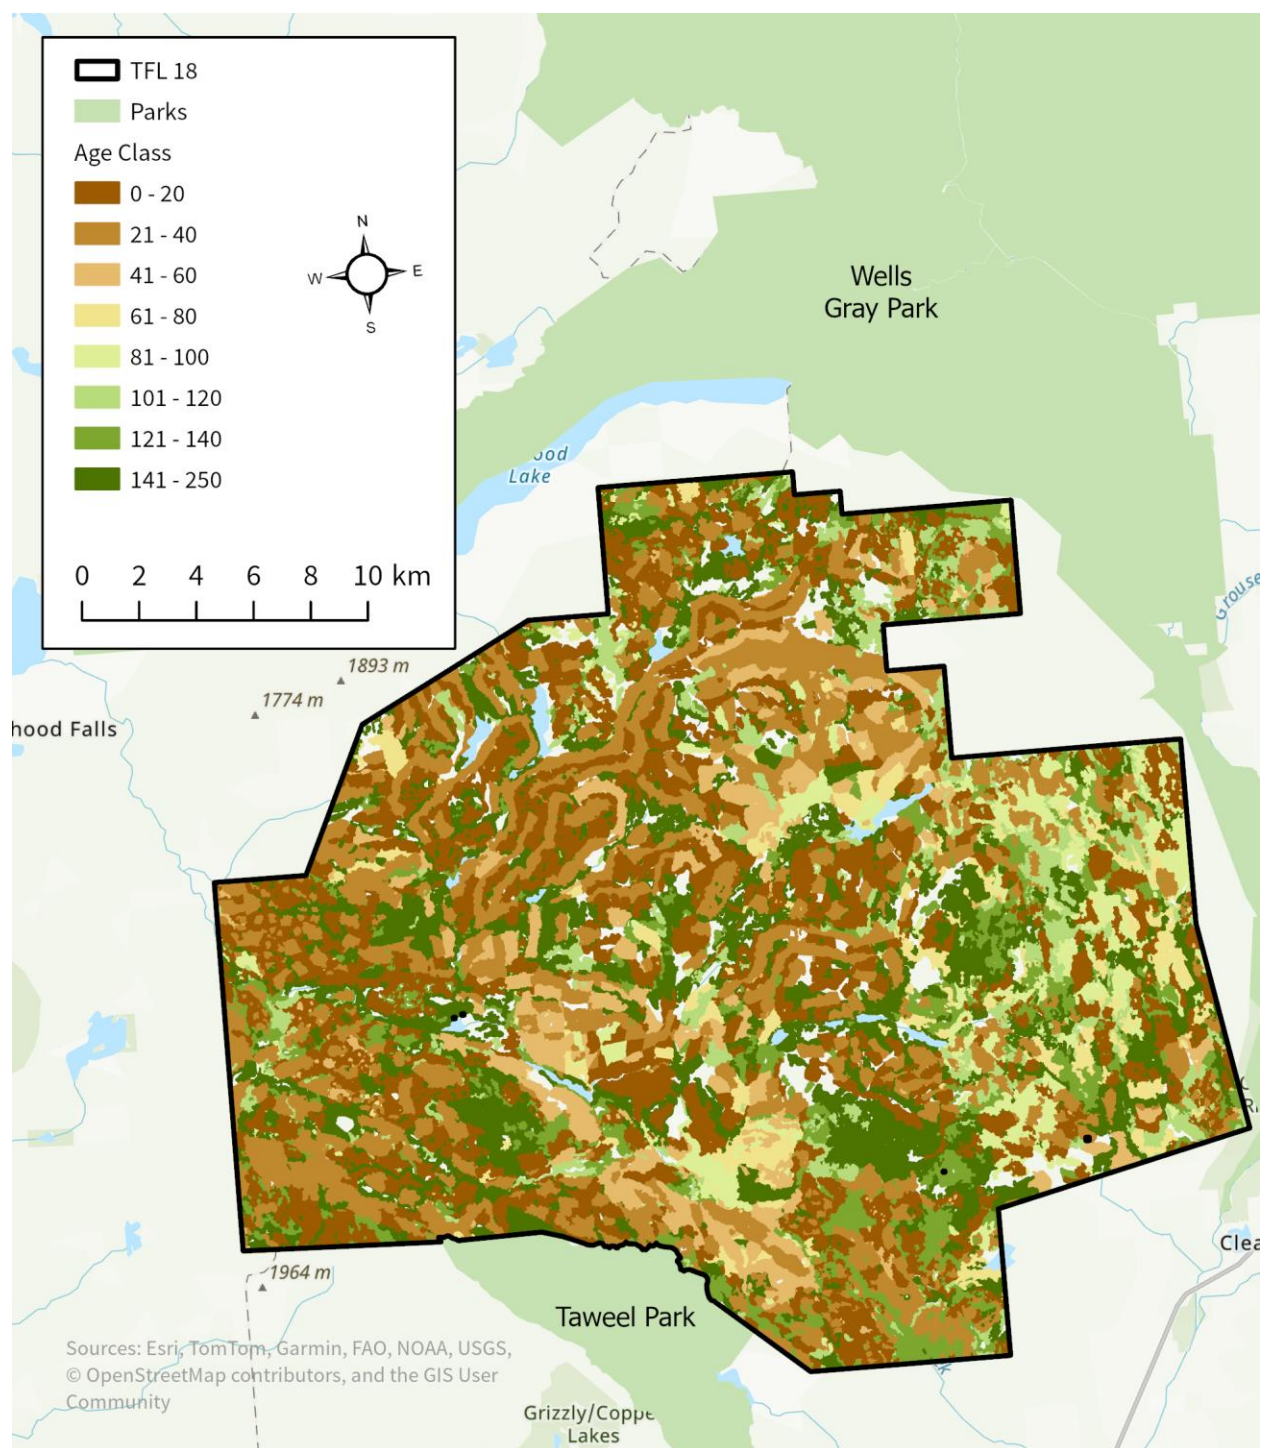 TFL 18
Parks
Age Class
0 - 20
21 - 40
41 - 60
61 - 80
81 - 100
101 - 120
121 - 140
141 - 250
N
W
E
S
0 2 4 6 8 10 km
Wells
Gray Park
ood
Lake
Grouse
1893 m
1774 m
hood Falls
Clea
1964 m
Taweel Park
Sources: Esri, TomTom, Garmin, FAO, NOAA, USGS,
© OpenStreetMap contributors, and the GIS User
Community
Grizzly/Coppe
Lakes